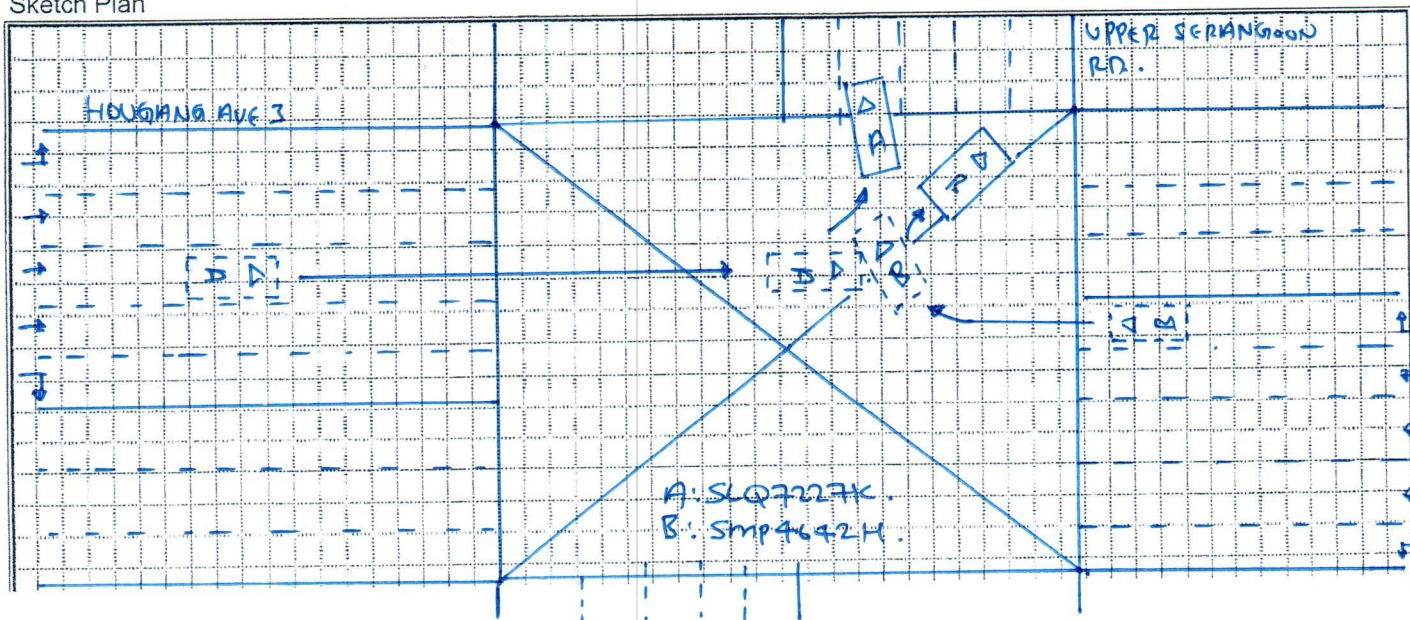 Sketch Plan
UPPER SERANGOON
RD.
HOUGANG AVE 3
A
B
B
A: SLQ7227K.
B: SMP4642H.